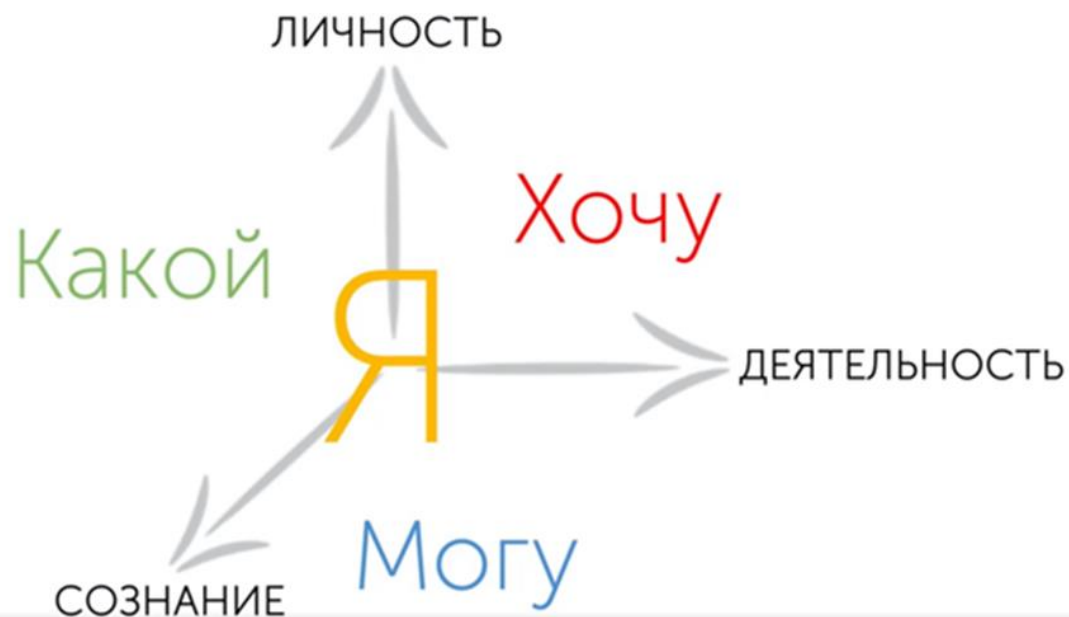 ЛИЧНОСТЬ
Хочу
Какой
Я
ДЕЯТЕЛЬНОСТЬ
Могу
СОЗНАНИЕ